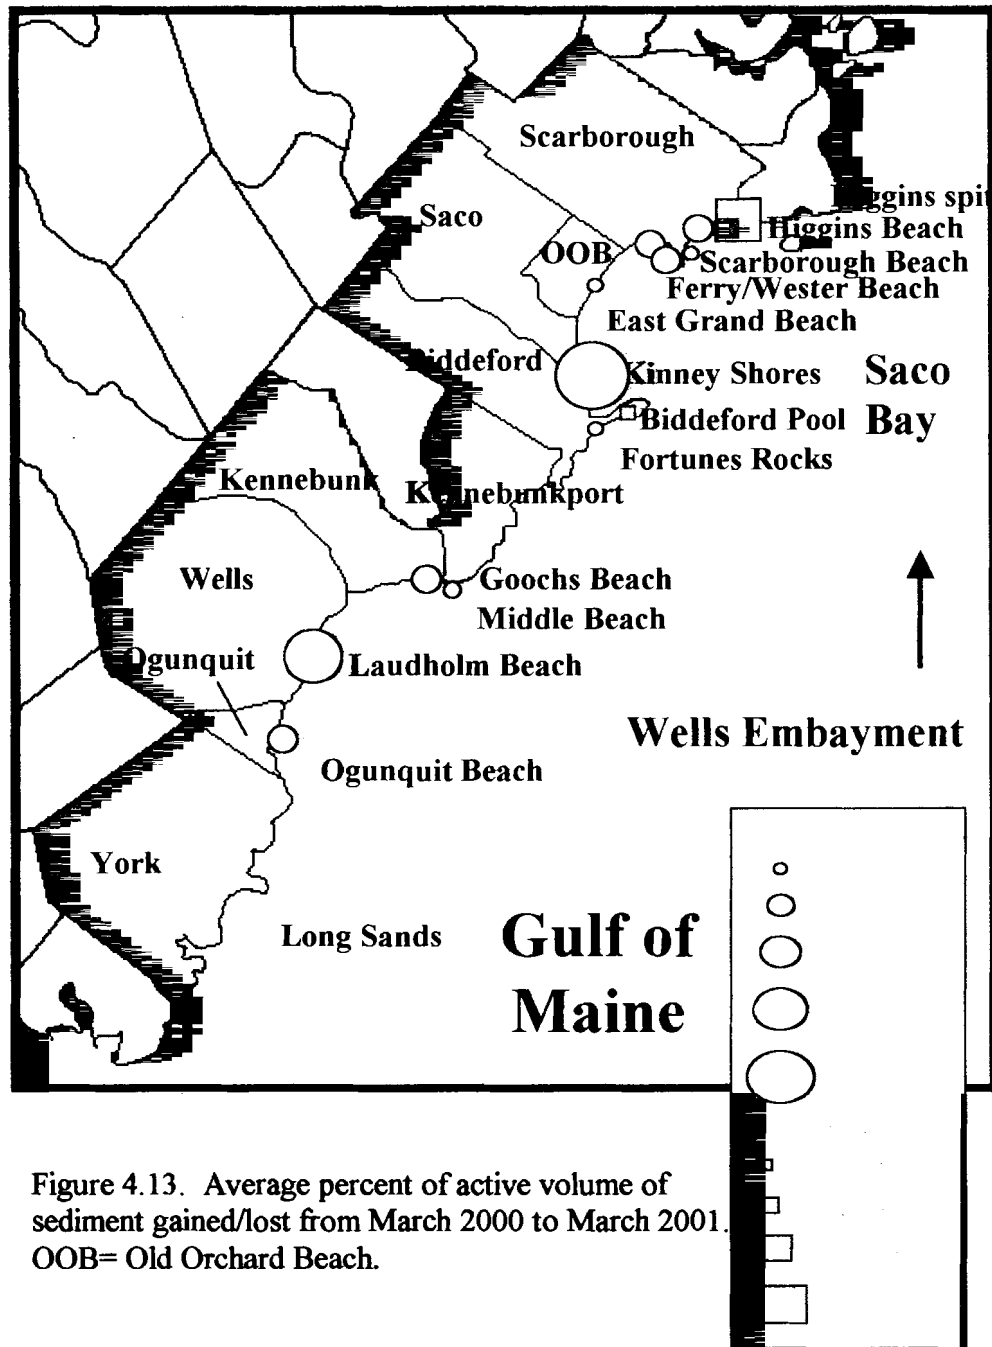 Scarborough
Higgins spit
Saco
Higgins Beach
OOB
Scarborough Beach
Ferry/Wester Beach
East Grand Beach
Biddeford
Kinney Shores
Saco
Bay
Biddeford Pool
Fortunes Rocks
Kennebunk
Kennebunkport
Wells
Goochs Beach
Middle Beach
Ogunquit
Laudholm Beach
Wells Embayment
Ogunquit Beach
York
Long Sands
Gulf of
Maine
Figure 4.13. Average percent of active volume of
sediment gained/lost from March 2000 to March 2001.
OOB= Old Orchard Beach.